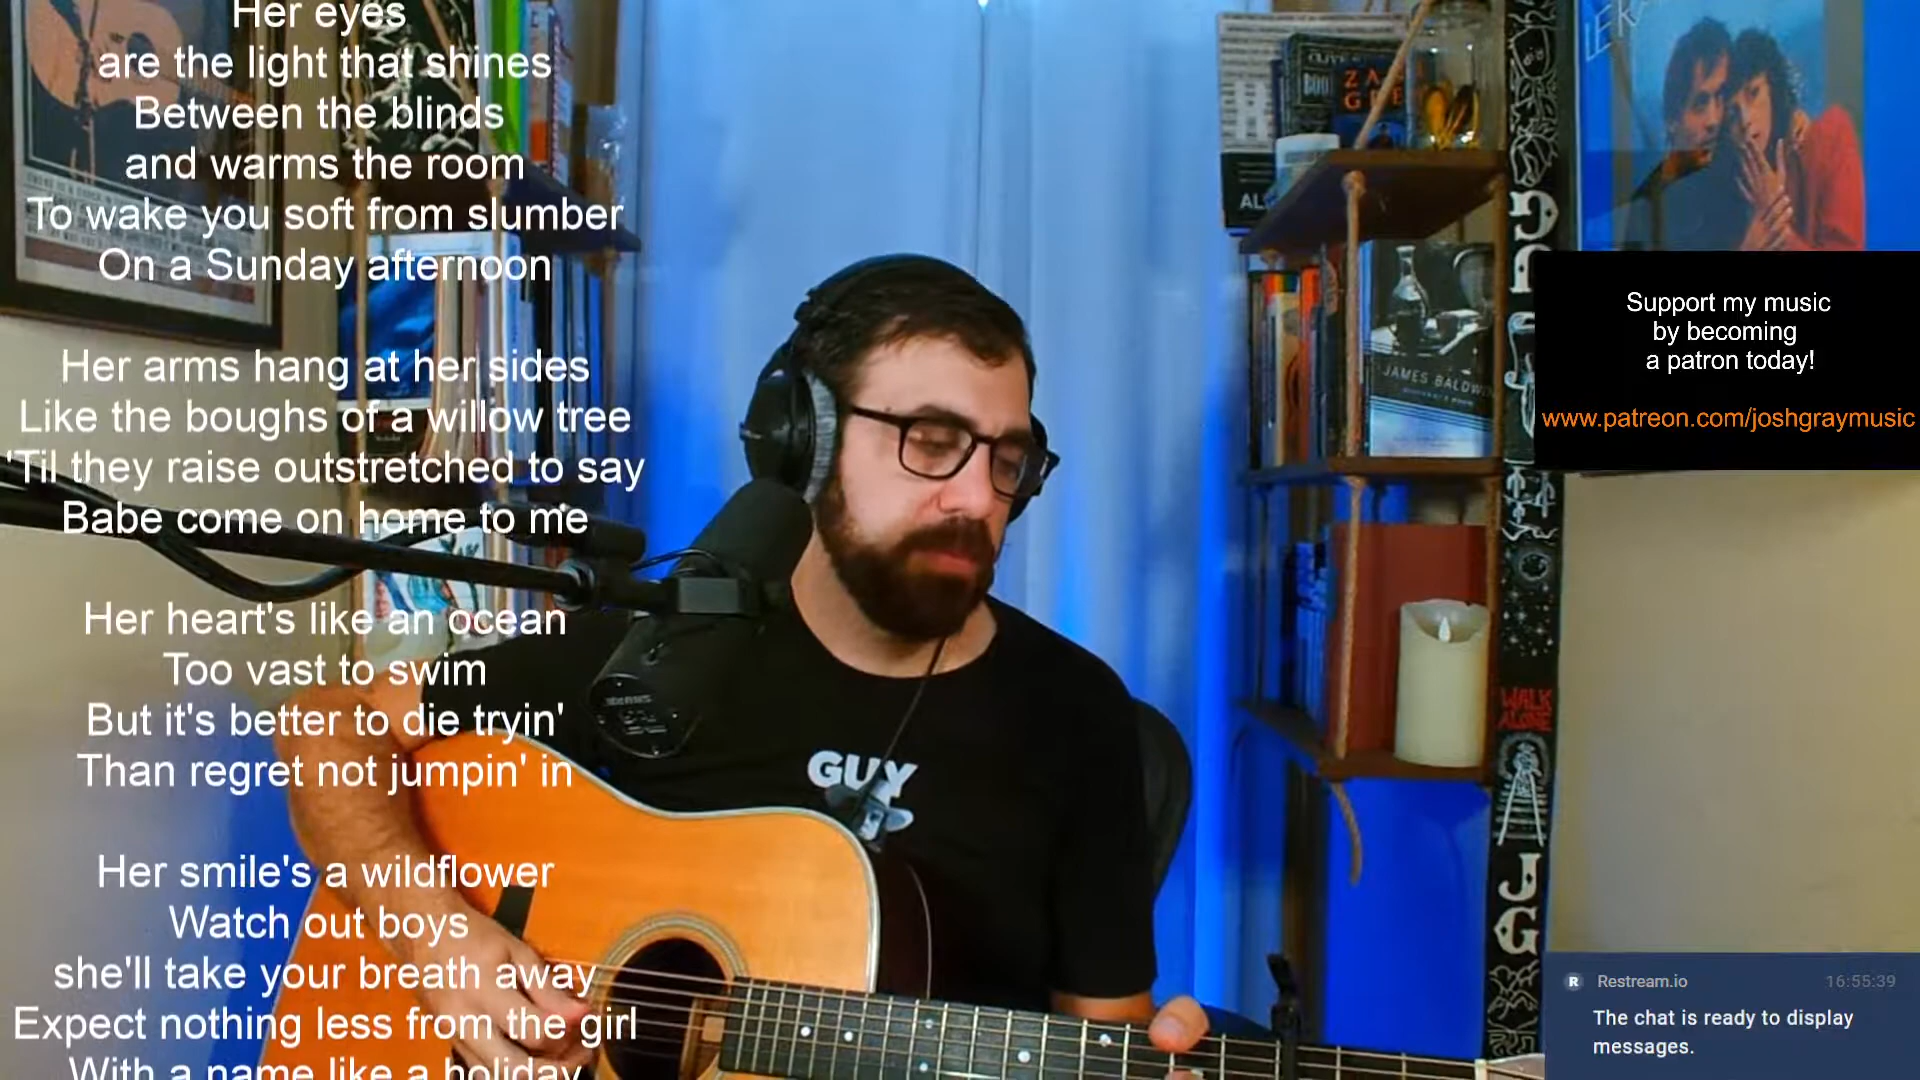 Her eyes
are the light that shines
Between the blinds
and warms the room
To wake you soft from slumber
On a Sunday afternoon
Her arms hang at her sides
Like the boughs of a willow tree
'Til they raise outstretched to say
Babe come on home to me
Her heart's like an ocean
Too vast to swim
But it's better to die tryin'
Than regret not jumpin' in
Her smile's a wildflower
Watch out boys
she'll take your breath away
Expect nothing less from the girl
With a name like a holiday
Support my music
by becoming
a patron today!
www.patreon.com/joshgraymusic
JAMES
WALK
ALONE
GUY
JG
Restream.io 16:55:39
The chat is ready to display
messages.